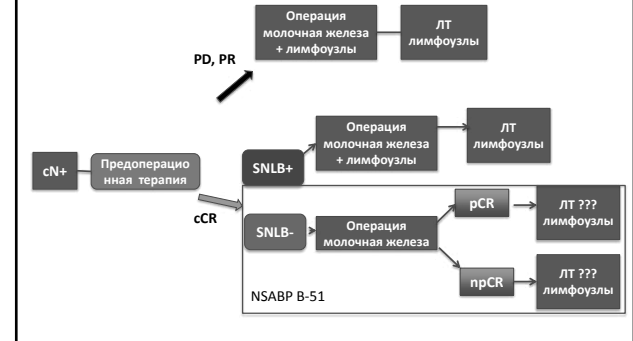 Операция
молочная железа
+ лимфоузлы
ЛТ
лимфоузлы
PD, PR
Операция
молочная железа
+ лимфоузлы
ЛТ
лимфоузлы
cN+
Предоперацио
нная терапия
SNLB+
cCR
SNLB-
Операция
молочная железа
pCR
ЛТ ???
лимфоузлы
npCR
ЛТ ???
лимфоузлы
NSABP B-51